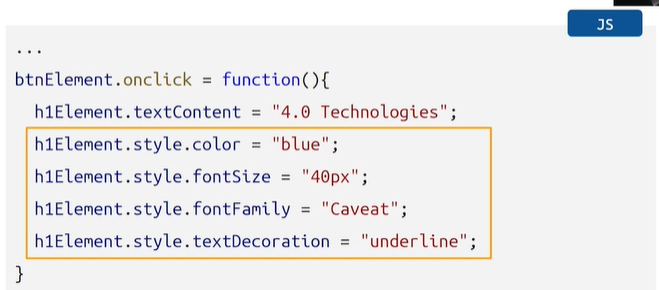 JS
...
btnElement.onclick = function(){
h1Element.textContent = "4.0 Technologies";
h1Element.style.color = "blue";
h1Element.style.fontSize = "40px";
h1Element.style.fontFamily = "Caveat";
h1Element.style.textDecoration = "underline";
}